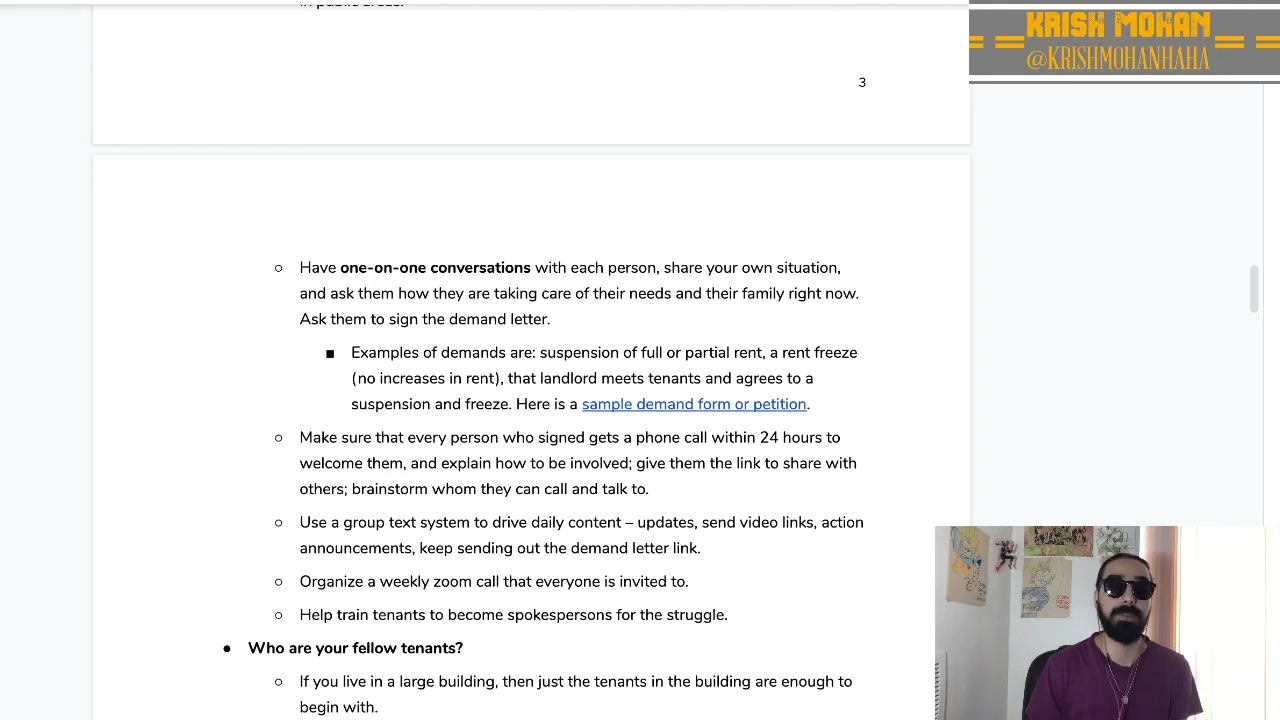 in public areas.
KRISH MOHAN
@KRISHMOHANHAHA
3
○ Have one-on-one conversations with each person, share your own situation,
and ask them how they are taking care of their needs and their family right now.
Ask them to sign the demand letter.
■ Examples of demands are: suspension of full or partial rent, a rent freeze
(no increases in rent), that landlord meets tenants and agrees to a
suspension and freeze. Here is a sample demand form or petition.
○ Make sure that every person who signed gets a phone call within 24 hours to
welcome them, and explain how to be involved; give them the link to share with
others; brainstorm whom they can call and talk to.
○ Use a group text system to drive daily content – updates, send video links, action
announcements, keep sending out the demand letter link.
○ Organize a weekly zoom call that everyone is invited to.
○ Help train tenants to become spokespersons for the struggle.
● Who are your fellow tenants?
○ If you live in a large building, then just the tenants in the building are enough to
begin with.